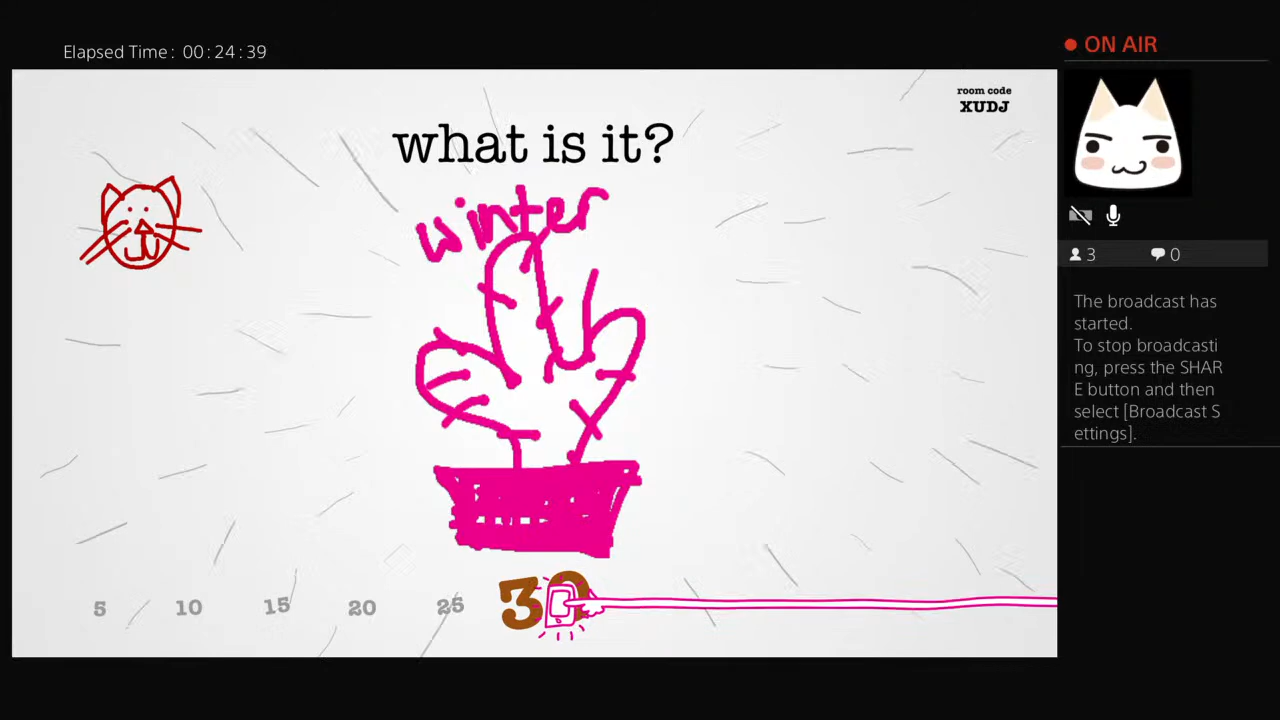 Elapsed Time: 00:24:39
ON AIR
room code
XUDJ
what is it?
winter
3 0
The broadcast has
started.
To stop broadcasti
ng, press the SHAR
E button and then
select [Broadcast S
ettings].
5 10 15 20 25 30